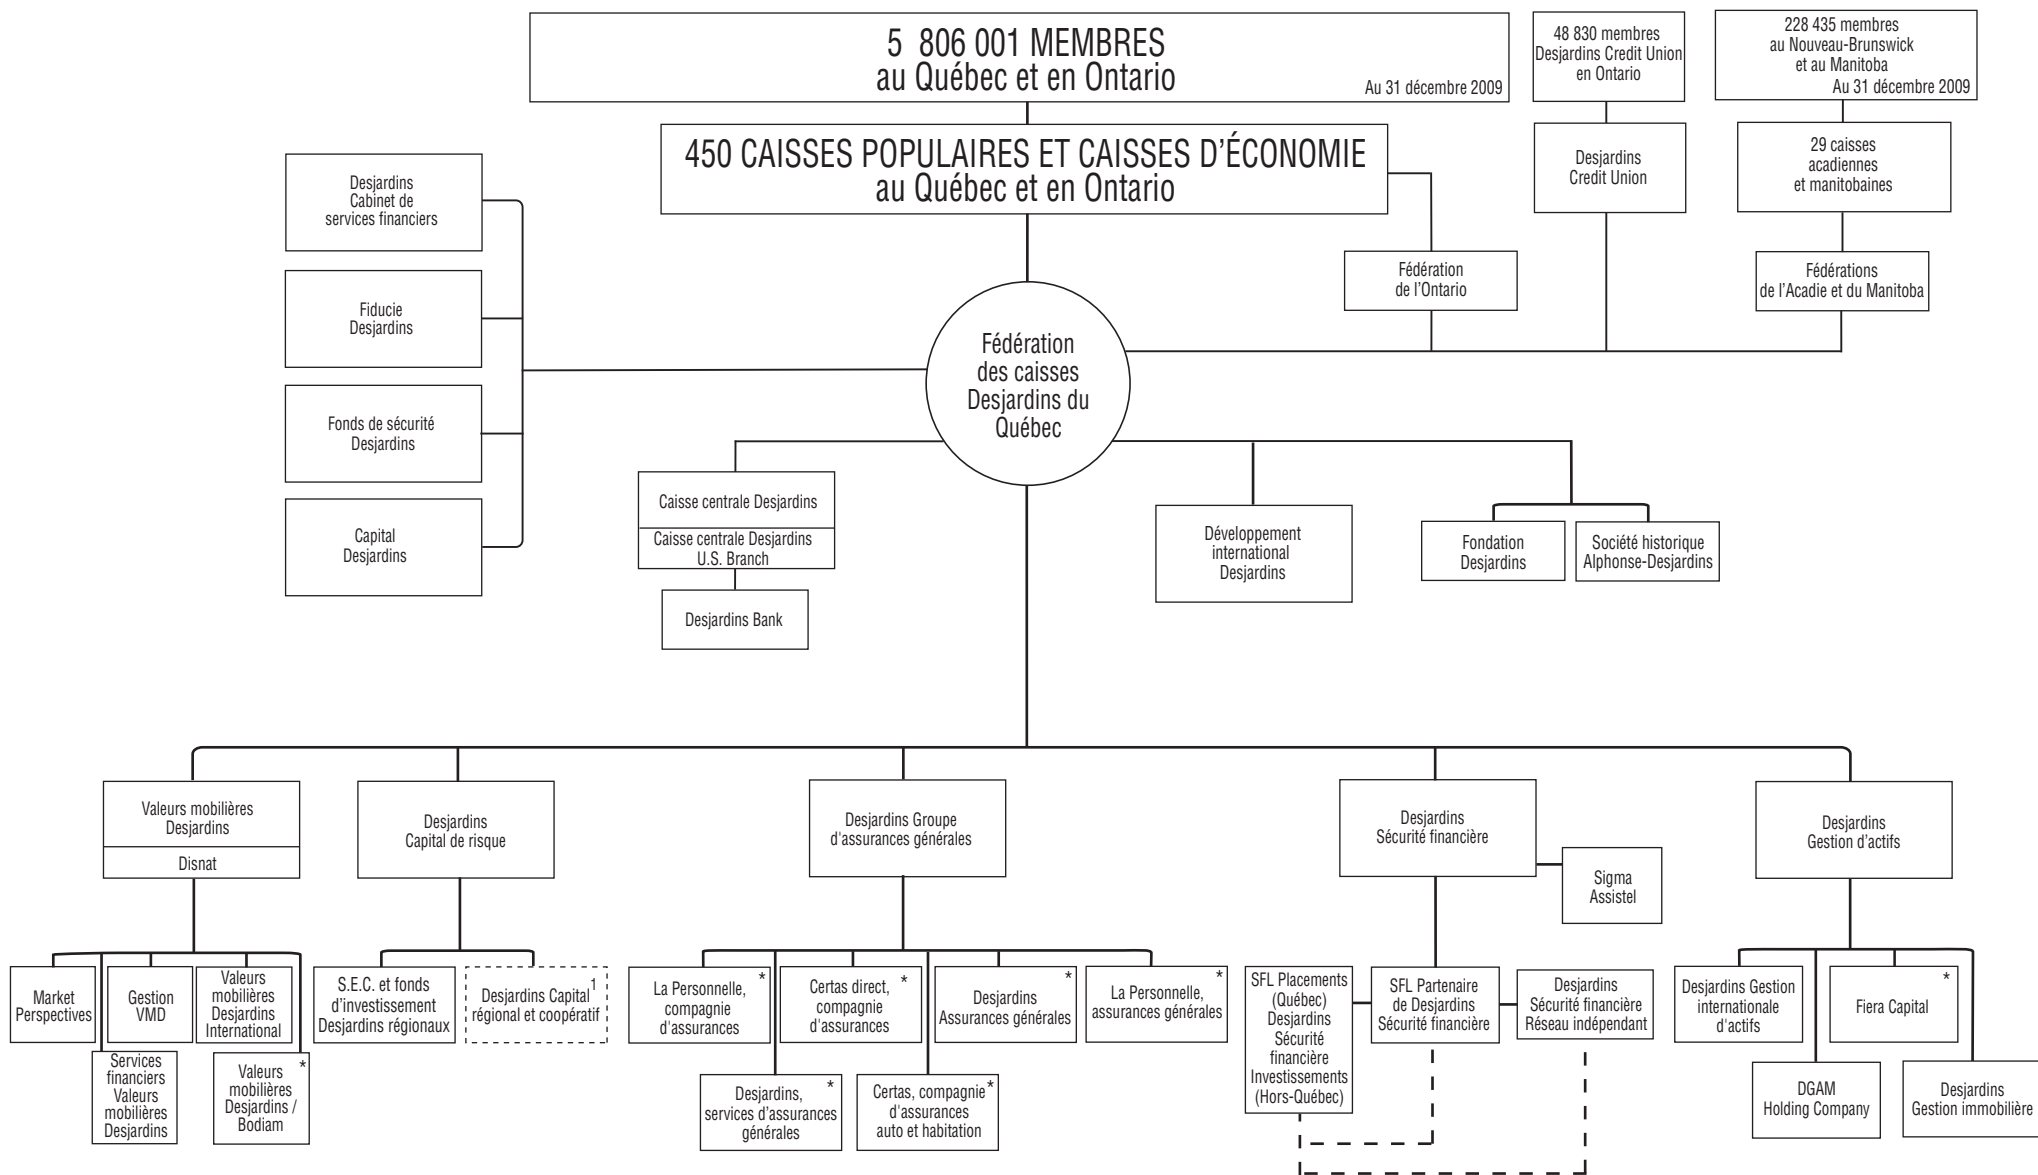 5 806 001 MEMBRES
au Québec et en Ontario
Au 31 décembre 2009
48 830 membres
Desjardins Credit Union
en Ontario
228 435 membres
au Nouveau-Brunswick
et au Manitoba
Au 31 décembre 2009
450 CAISSES POPULAIRES ET CAISSES D'ÉCONOMIE
au Québec et en Ontario
Desjardins
Credit Union
29 caisses
acadiennes
et manitobaines
Desjardins
Cabinet de
services financiers
Fiducie
Desjardins
Fonds de sécurité
Desjardins
Capital
Desjardins
Fédération
de l'Ontario
Fédérations
de l'Acadie et du Manitoba
Fédération
des caisses
Desjardins du
Québec
Caisse centrale Desjardins
Caisse centrale Desjardins
U.S. Branch
Desjardins Bank
Développement
international
Desjardins
Fondation
Desjardins
Société historique
Alphonse-Desjardins
Valeurs mobilières
Desjardins
Disnat
Desjardins
Capital de risque
Desjardins Groupe
d'assurances générales
Desjardins
Sécurité financière
Sigma
Assistel
Desjardins
Gestion d'actifs
Market
Perspectives
Gestion
VMD
Valeurs
mobilières
Desjardins
International
Services
financiers
Valeurs
mobilières
Desjardins
Valeurs *
mobilières
Desjardins /
Bodiam
S.E.C. et fonds
d'investissement
Desjardins régionaux
Desjardins Capital1
régional et coopératif
*
La Personnelle,
compagnie
d'assurances
Certas direct, *
compagnie
d'assurances
*
Desjardins
Assurances générales
*
La Personnelle,
assurances générales
Desjardins, *
services d'assurances
générales
Certas, compagnie*
d'assurances
auto et habitation
SFL Placements
(Québec)
Desjardins
Sécurité
financière
Investissements
(Hors-Québec)
SFL Partenaire
de Desjardins
Sécurité financière
Desjardins
Sécurité financière
Réseau indépendant
Desjardins Gestion
internationale
d'actifs
*
Fiera Capital
DGAM
Holding Company
Desjardins
Gestion immobilière